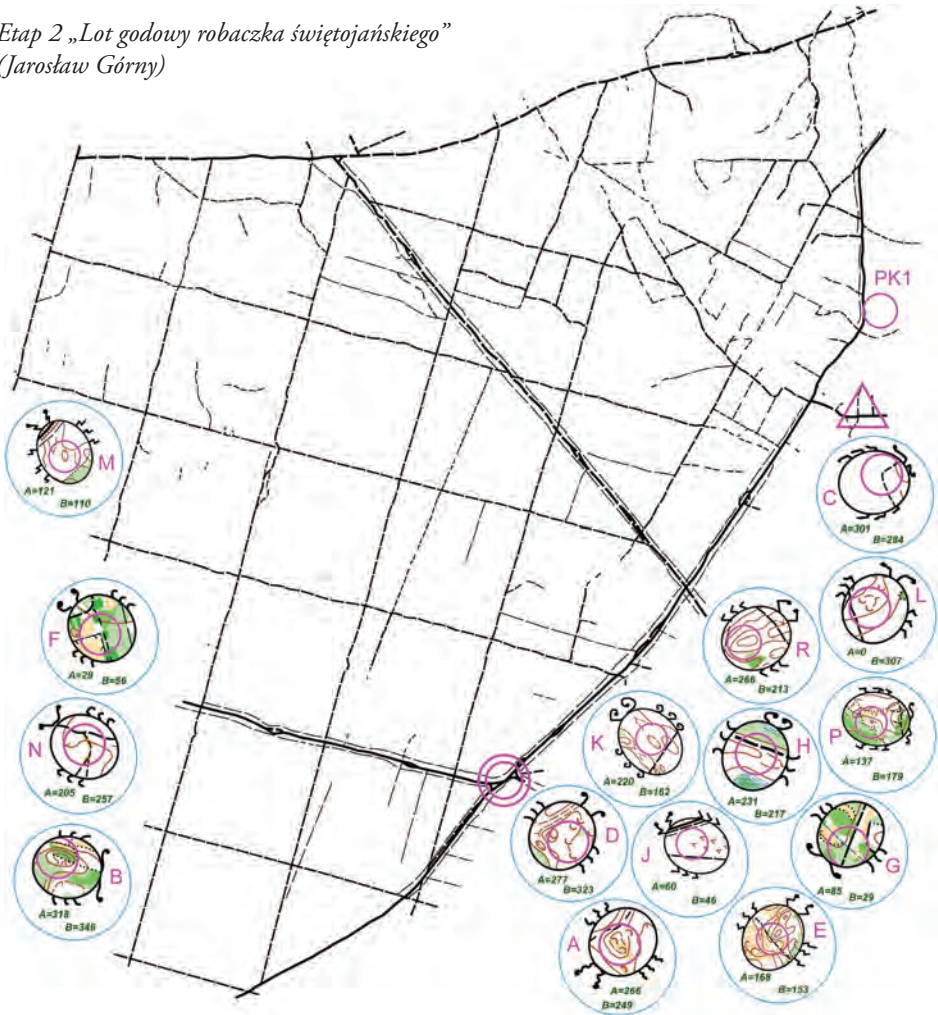 Etap 2 „Lot godowy robaczka świętojańskiego”
(Jarosław Górny)
PK1
M
A=121
B=110
C
A=301
B=284
L
A=0
B=307
F
A=29
B=56
R
A=266
B=213
N
A=205
B=257
K
A=220
B=162
H
A=231
B=217
P
A=137
B=179
B
A=318
B=346
D
A=277
B=323
J
A=60
B=46
G
A=85
B=29
A
A=266
B=249
E
A=168
B=153